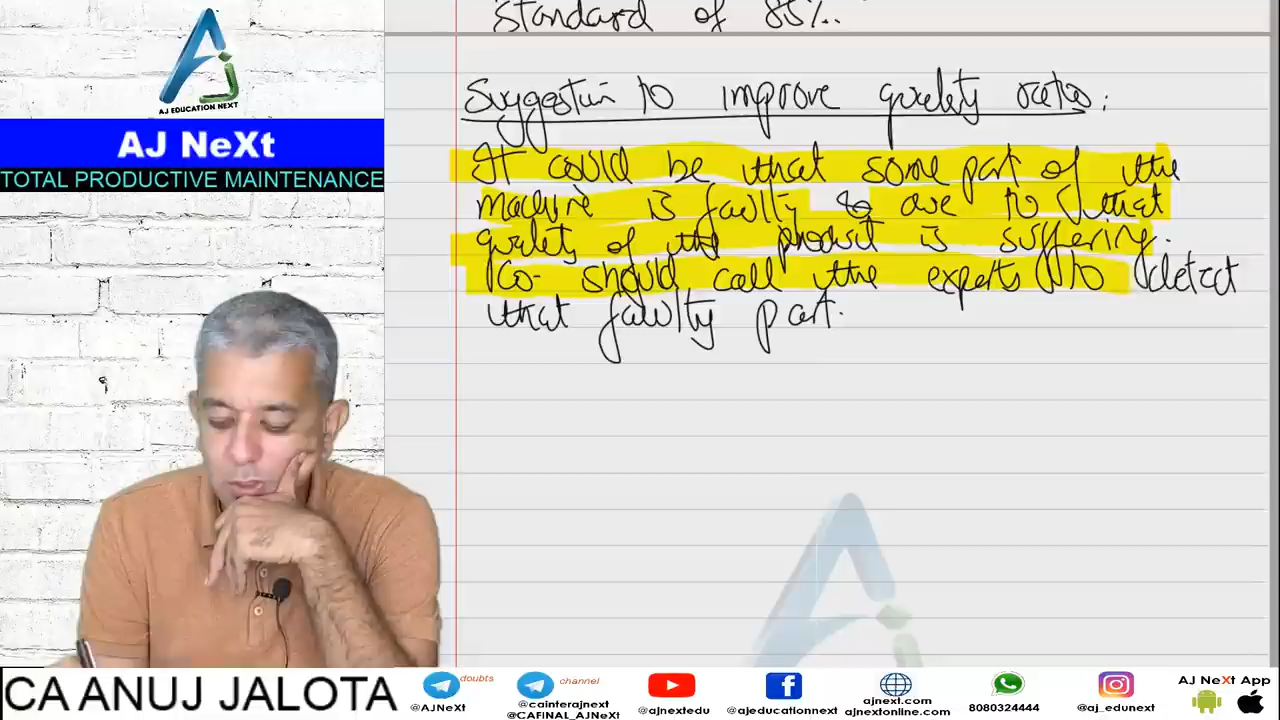 standard of 85%.
AJ EDUCATION NEXT
AJ NeXt
TOTAL PRODUCTIVE MAINTENANCE
Suggestion to improve quality ratio:
It could be that some part of the
machine is faulty & due to that
quality of the product is suffering.
Co- should call the experts to detect
that faulty part.
CA ANUJ JALOTA
doubts
@AJNeXt
channel
@cainterajnext
@CAFINAL_AJNeXt
@ajnextedu
@ajeducationnext
ajnext.com
ajnextonline.com
8080324444
@aj_edunext
AJ NeXt App